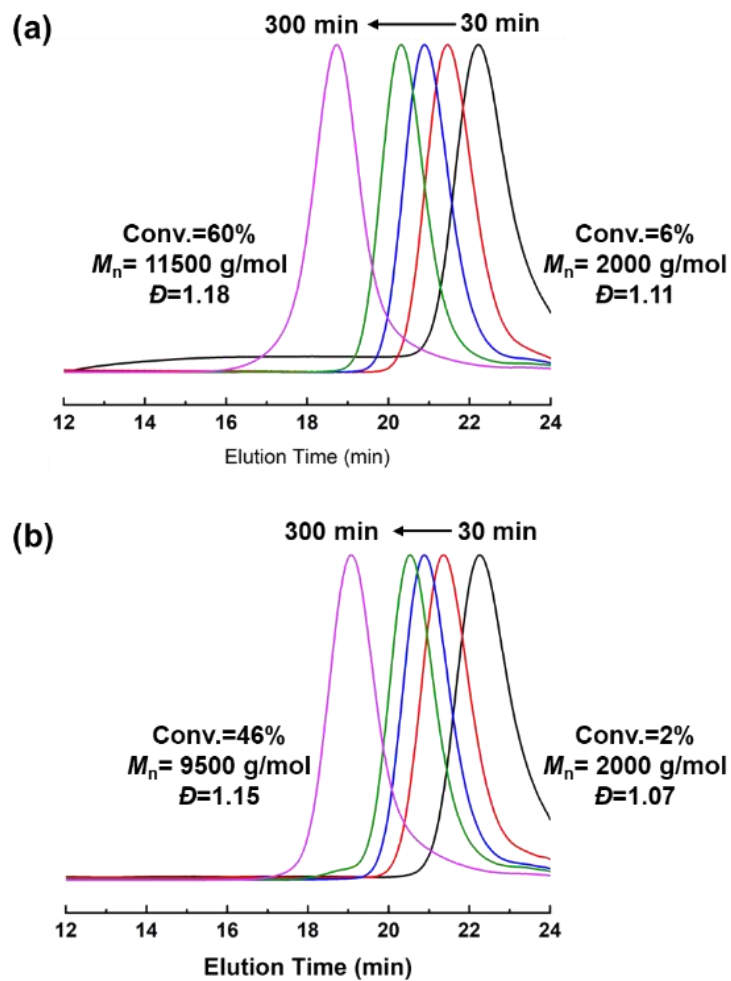 (a)
300 min 30 min
Conv.=60%
Mn= 11500 g/mol
Đ=1.18
Conv.=6%
Mn= 2000 g/mol
Đ=1.11
12 14 16 18 20 22 24
Elution Time (min)
(b)
300 min 30 min
Conv.=46%
Mn= 9500 g/mol
Đ=1.15
Conv.=2%
Mn= 2000 g/mol
Đ=1.07
12 14 16 18 20 22 24
Elution Time (min)